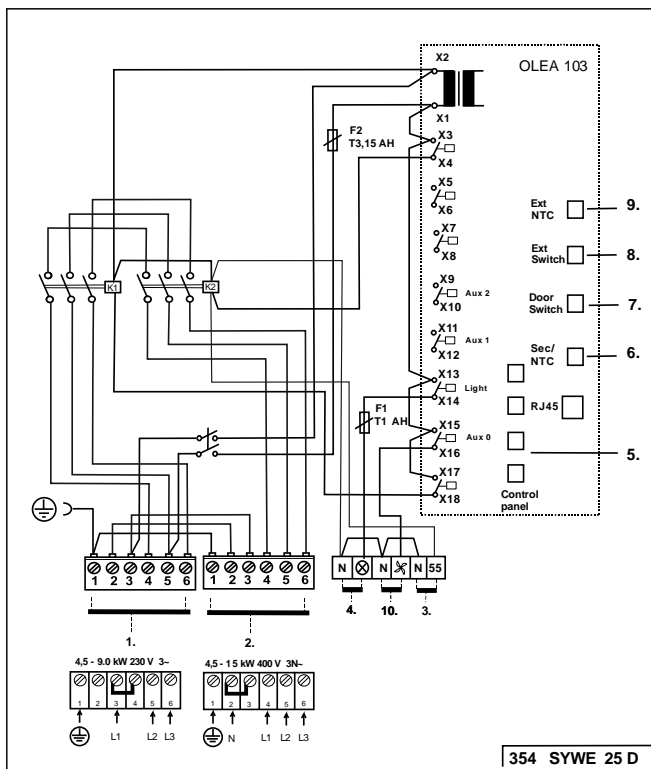 OLEA 103
X2
X1
F2
T3,15 AH
X3
X4
X5
X6
X7
X8
X9
X10
Aux 2
X11
X12
Aux 1
X13
X14
Light
X15
X16
Aux 0
X17
X18
F1
T1 AH
K1
K2
Ext
NTC
9.
Ext
Switch
8.
Door
Switch
7.
Sec/
NTC
6.
RJ45
5.
Control
panel
1 2 3 4 5 6
1 2 3 4 5 6
N N N 55
1.
2.
4.
10.
3.
4,5 - 9.0 kW 230 V 3~
1 2 3 4 5 6
L1 L2 L3
4,5 - 15 kW 400 V 3N~
1 2 3 4 5 6
N L1 L2 L3
354 SYWE 25 D